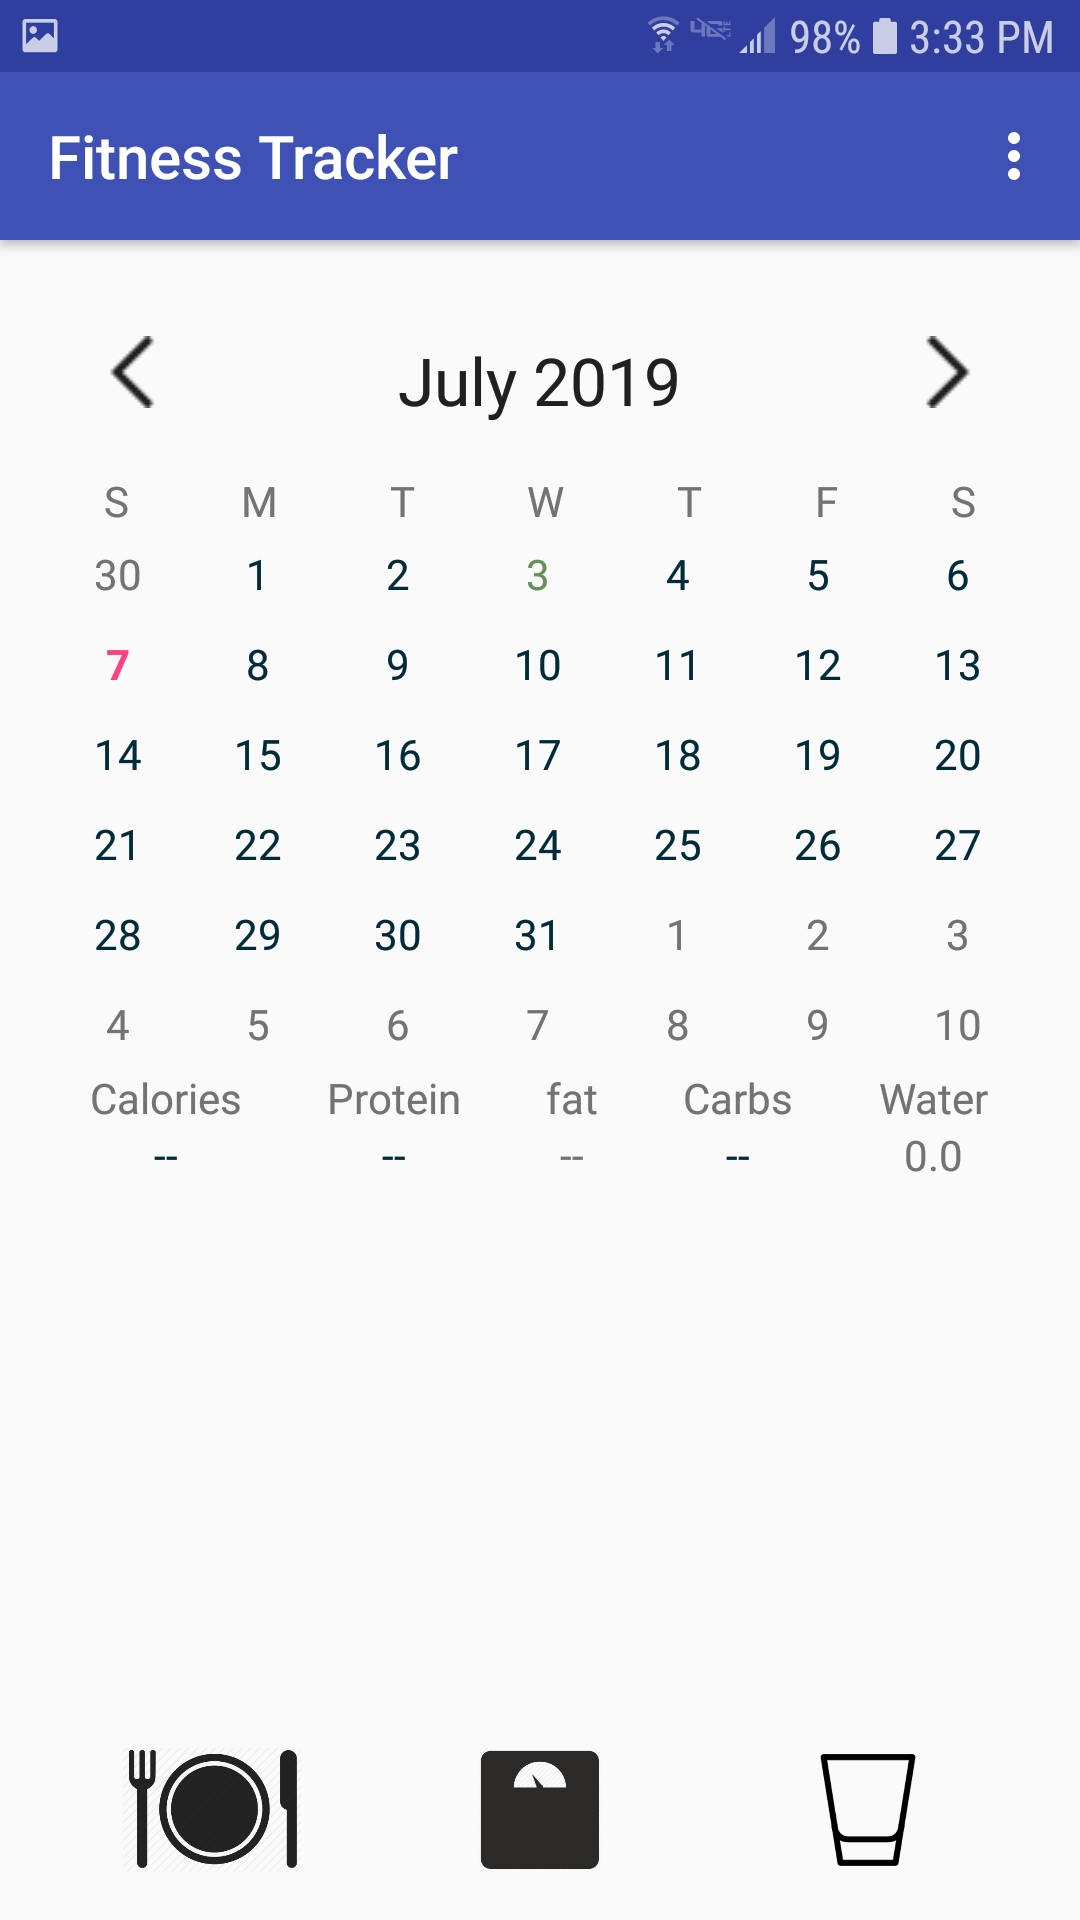 98% 3:33 PM
Fitness Tracker
July 2019
S M T W T F S
30 1 2 3 4 5 6
7 8 9 10 11 12 13
14 15 16 17 18 19 20
21 22 23 24 25 26 27
28 29 30 31 1 2 3
4 5 6 7 8 9 10
Calories Protein fat Carbs Water
-- -- -- -- 0.0